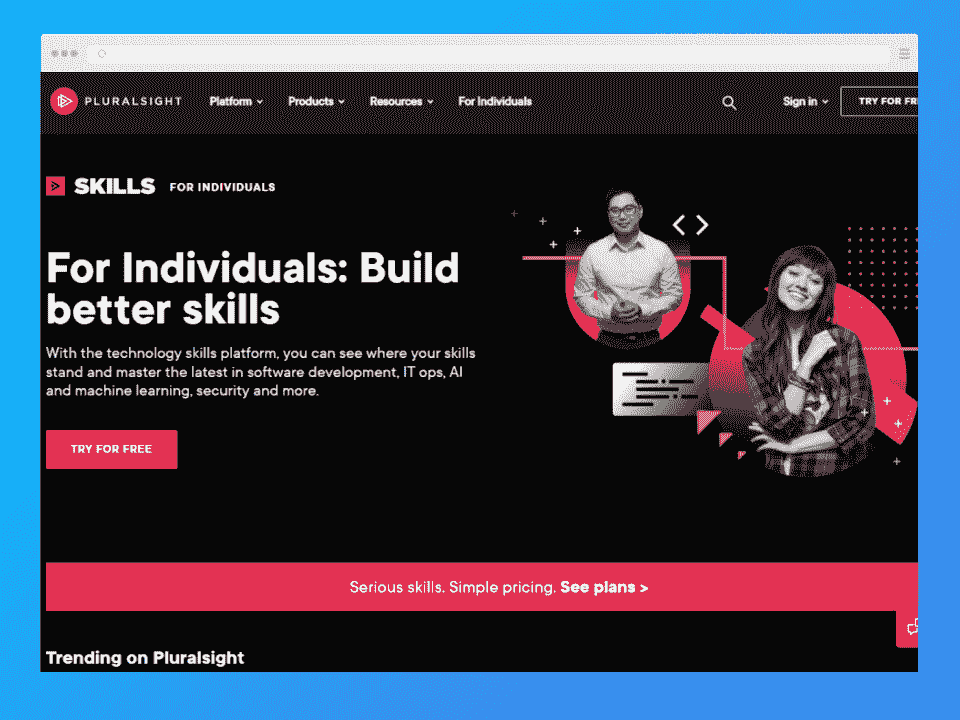 PLURALSIGHT Platform Products Resources For Individuals Sign in TRY FOR
SKILLS FOR INDIVIDUALS
For Individuals: Build
better skills
With the technology skills platform, you can see where your skills
stand and master the latest in software development, IT ops, AI
and machine learning, security and more.
TRY FOR FREE
Serious skills. Simple pricing. See plans >
Trending on Pluralsight